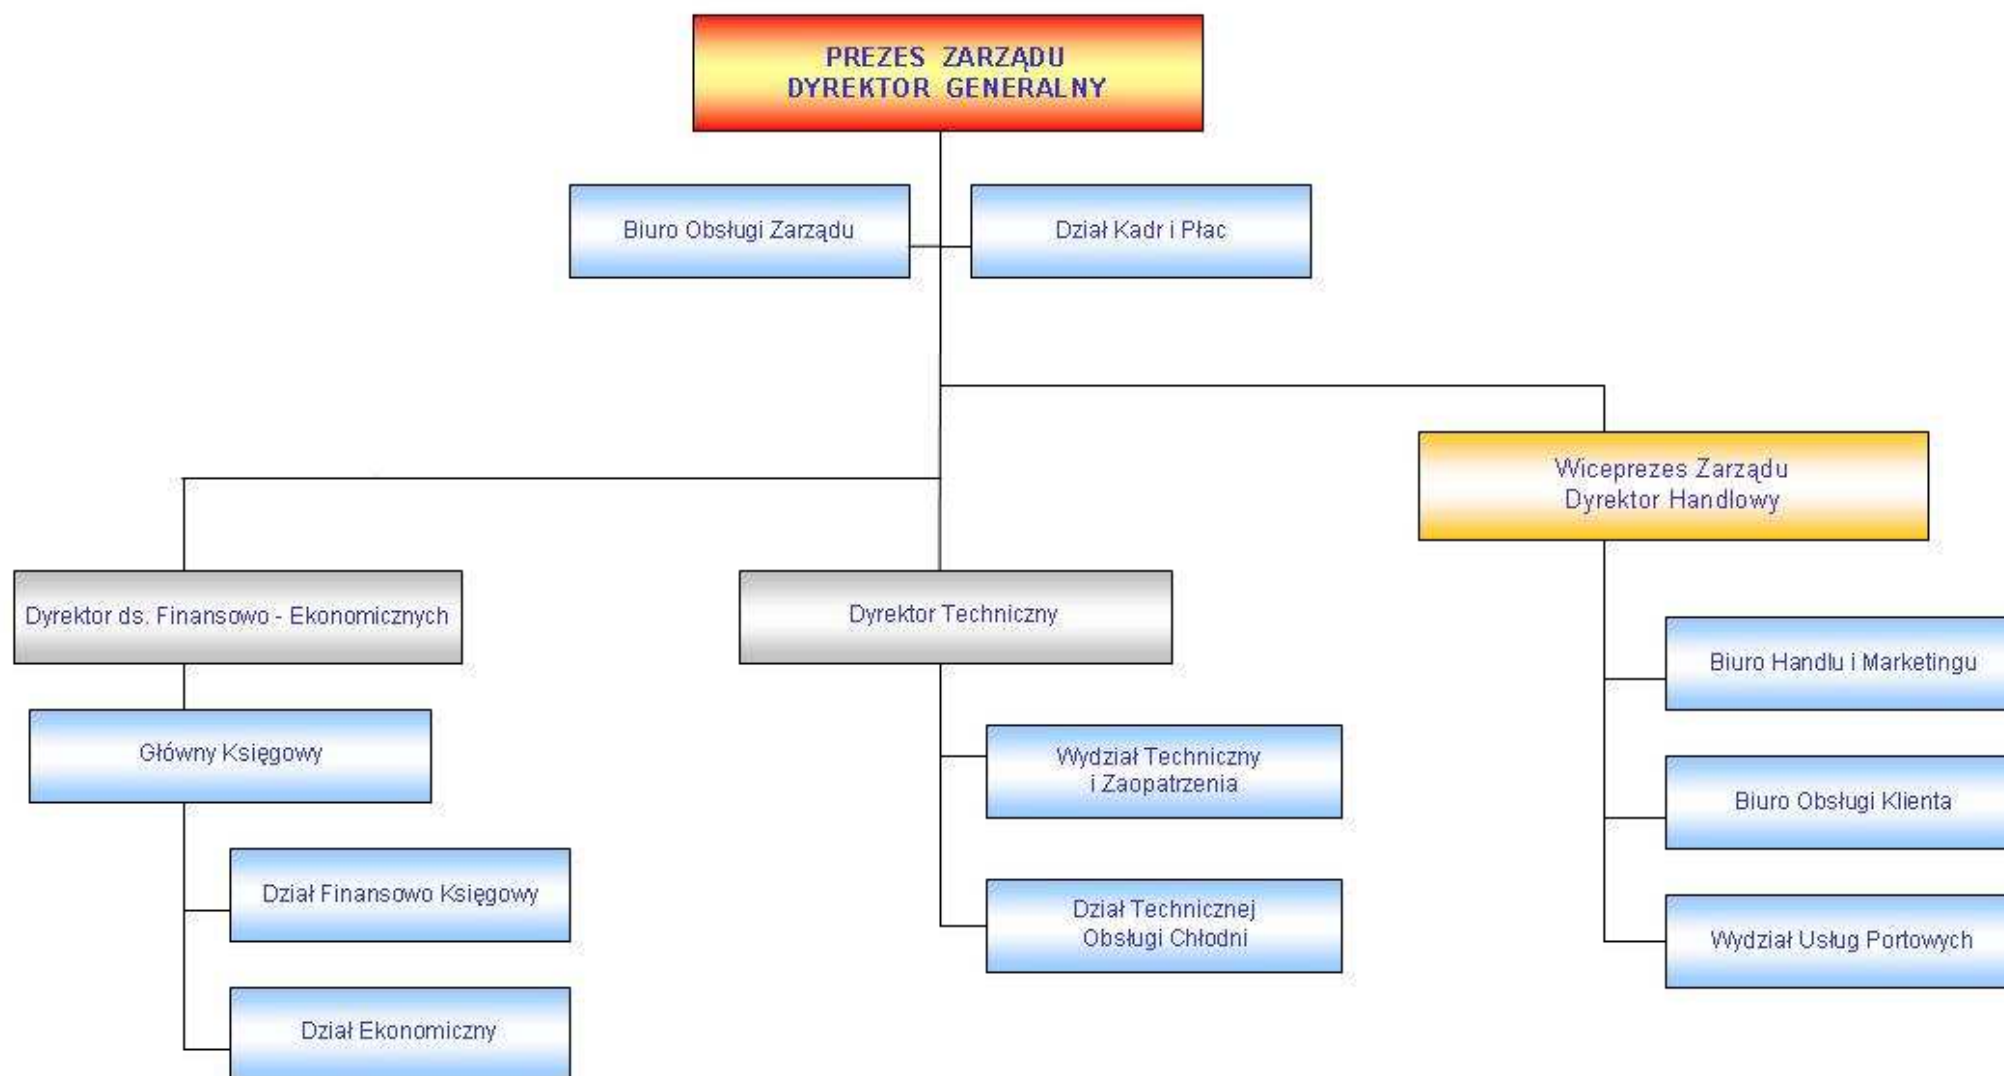 PREZES ZARZĄDU
DYREKTOR GENERALNY
Biuro Obsługi Zarządu
Dział Kadr i Płac
Wiceprezes Zarządu
Dyrektor Handlowy
Dyrektor ds. Finansowo - Ekonomicznych
Dyrektor Techniczny
Biuro Handlu i Marketingu
Główny Księgowy
Wydział Techniczny
i Zaopatrzenia
Biuro Obsługi Klienta
Dział Finansowo Księgowy
Dział Technicznej
Obsługi Chłodni
Wydział Usług Portowych
Dział Ekonomiczny